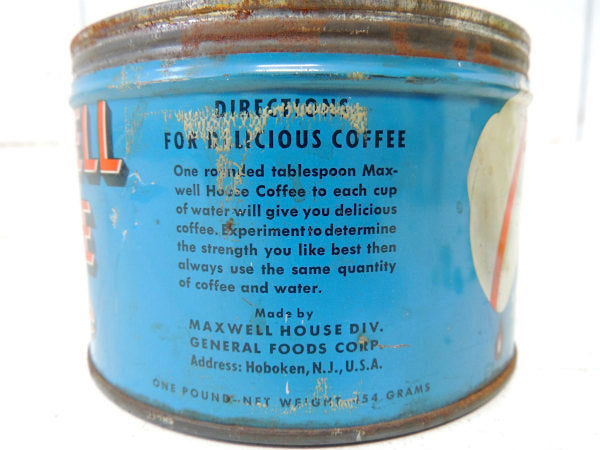 DIRECTIONS
FOR DELICIOUS COFFEE
One rounded tablespoon Max-
well House Coffee to each cup
of water will give you delicious
coffee. Experiment to determine
the strength you like best then
always use the same quantity
of coffee and water.
Made by
MAXWELL HOUSE DIV.
GENERAL FOODS CORP.
Address: Hoboken, N.J., U.S.A.
ONE POUND-NET WEIGHT 454 GRAMS
ELL
E